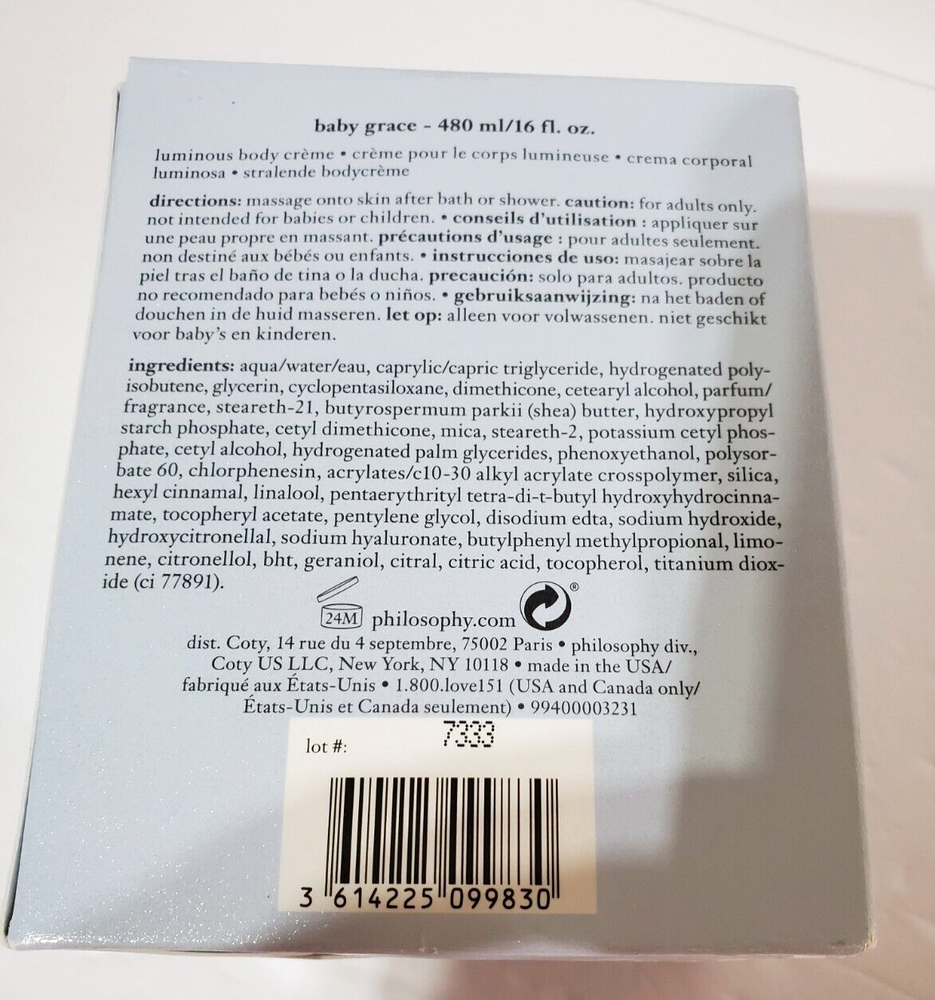 baby grace - 480 ml/16 fl. oz.
luminous body crème • crème pour le corps lumineuse • crema corporal
luminosa • stralende bodycrème
directions: massage onto skin after bath or shower. caution: for adults only.
not intended for babies or children. • conseils d'utilisation : appliquer sur
une peau propre en massant. précautions d'usage : pour adultes seulement.
non destiné aux bébés ou enfants. • instrucciones de uso: masajear sobre la
piel tras el baño de tina o la ducha. precaución: solo para adultos. producto
no recomendado para bebés o niños. • gebruiksaanwijzing: na het baden of
douchen in de huid masseren. let op: alleen voor volwassenen. niet geschikt
voor baby's en kinderen.
ingredients: aqua/water/eau, caprylic/capric triglyceride, hydrogenated poly-
isobutene, glycerin, cyclopentasiloxane, dimethicone, cetearyl alcohol, parfum/
fragrance, steareth-21, butyrospermum parkii (shea) butter, hydroxypropyl
starch phosphate, cetyl dimethicone, mica, steareth-2, potassium cetyl phos-
phate, cetyl alcohol, hydrogenated palm glycerides, phenoxyethanol, polysor-
bate 60, chlorphenesin, acrylates/c10-30 alkyl acrylate crosspolymer, silica,
hexyl cinnamal, linalool, pentaerythrityl tetra-di-t-butyl hydroxyhydrocinna-
mate, tocopheryl acetate, pentylene glycol, disodium edta, sodium hydroxide,
hydroxycitronellal, sodium hyaluronate, butylphenyl methylpropional, limo-
nene, citronellol, bht, geraniol, citral, citric acid, tocopherol, titanium diox-
ide (ci 77891).
24M philosophy.com ®
dist. Coty, 14 rue du 4 septembre, 75002 Paris • philosophy div.,
Coty US LLC, New York, NY 10118 • made in the USA/
fabriqué aux États-Unis • 1.800.love151 (USA and Canada only/
États-Unis et Canada seulement) • 99400003231
lot #: 7333
3 614225 099830